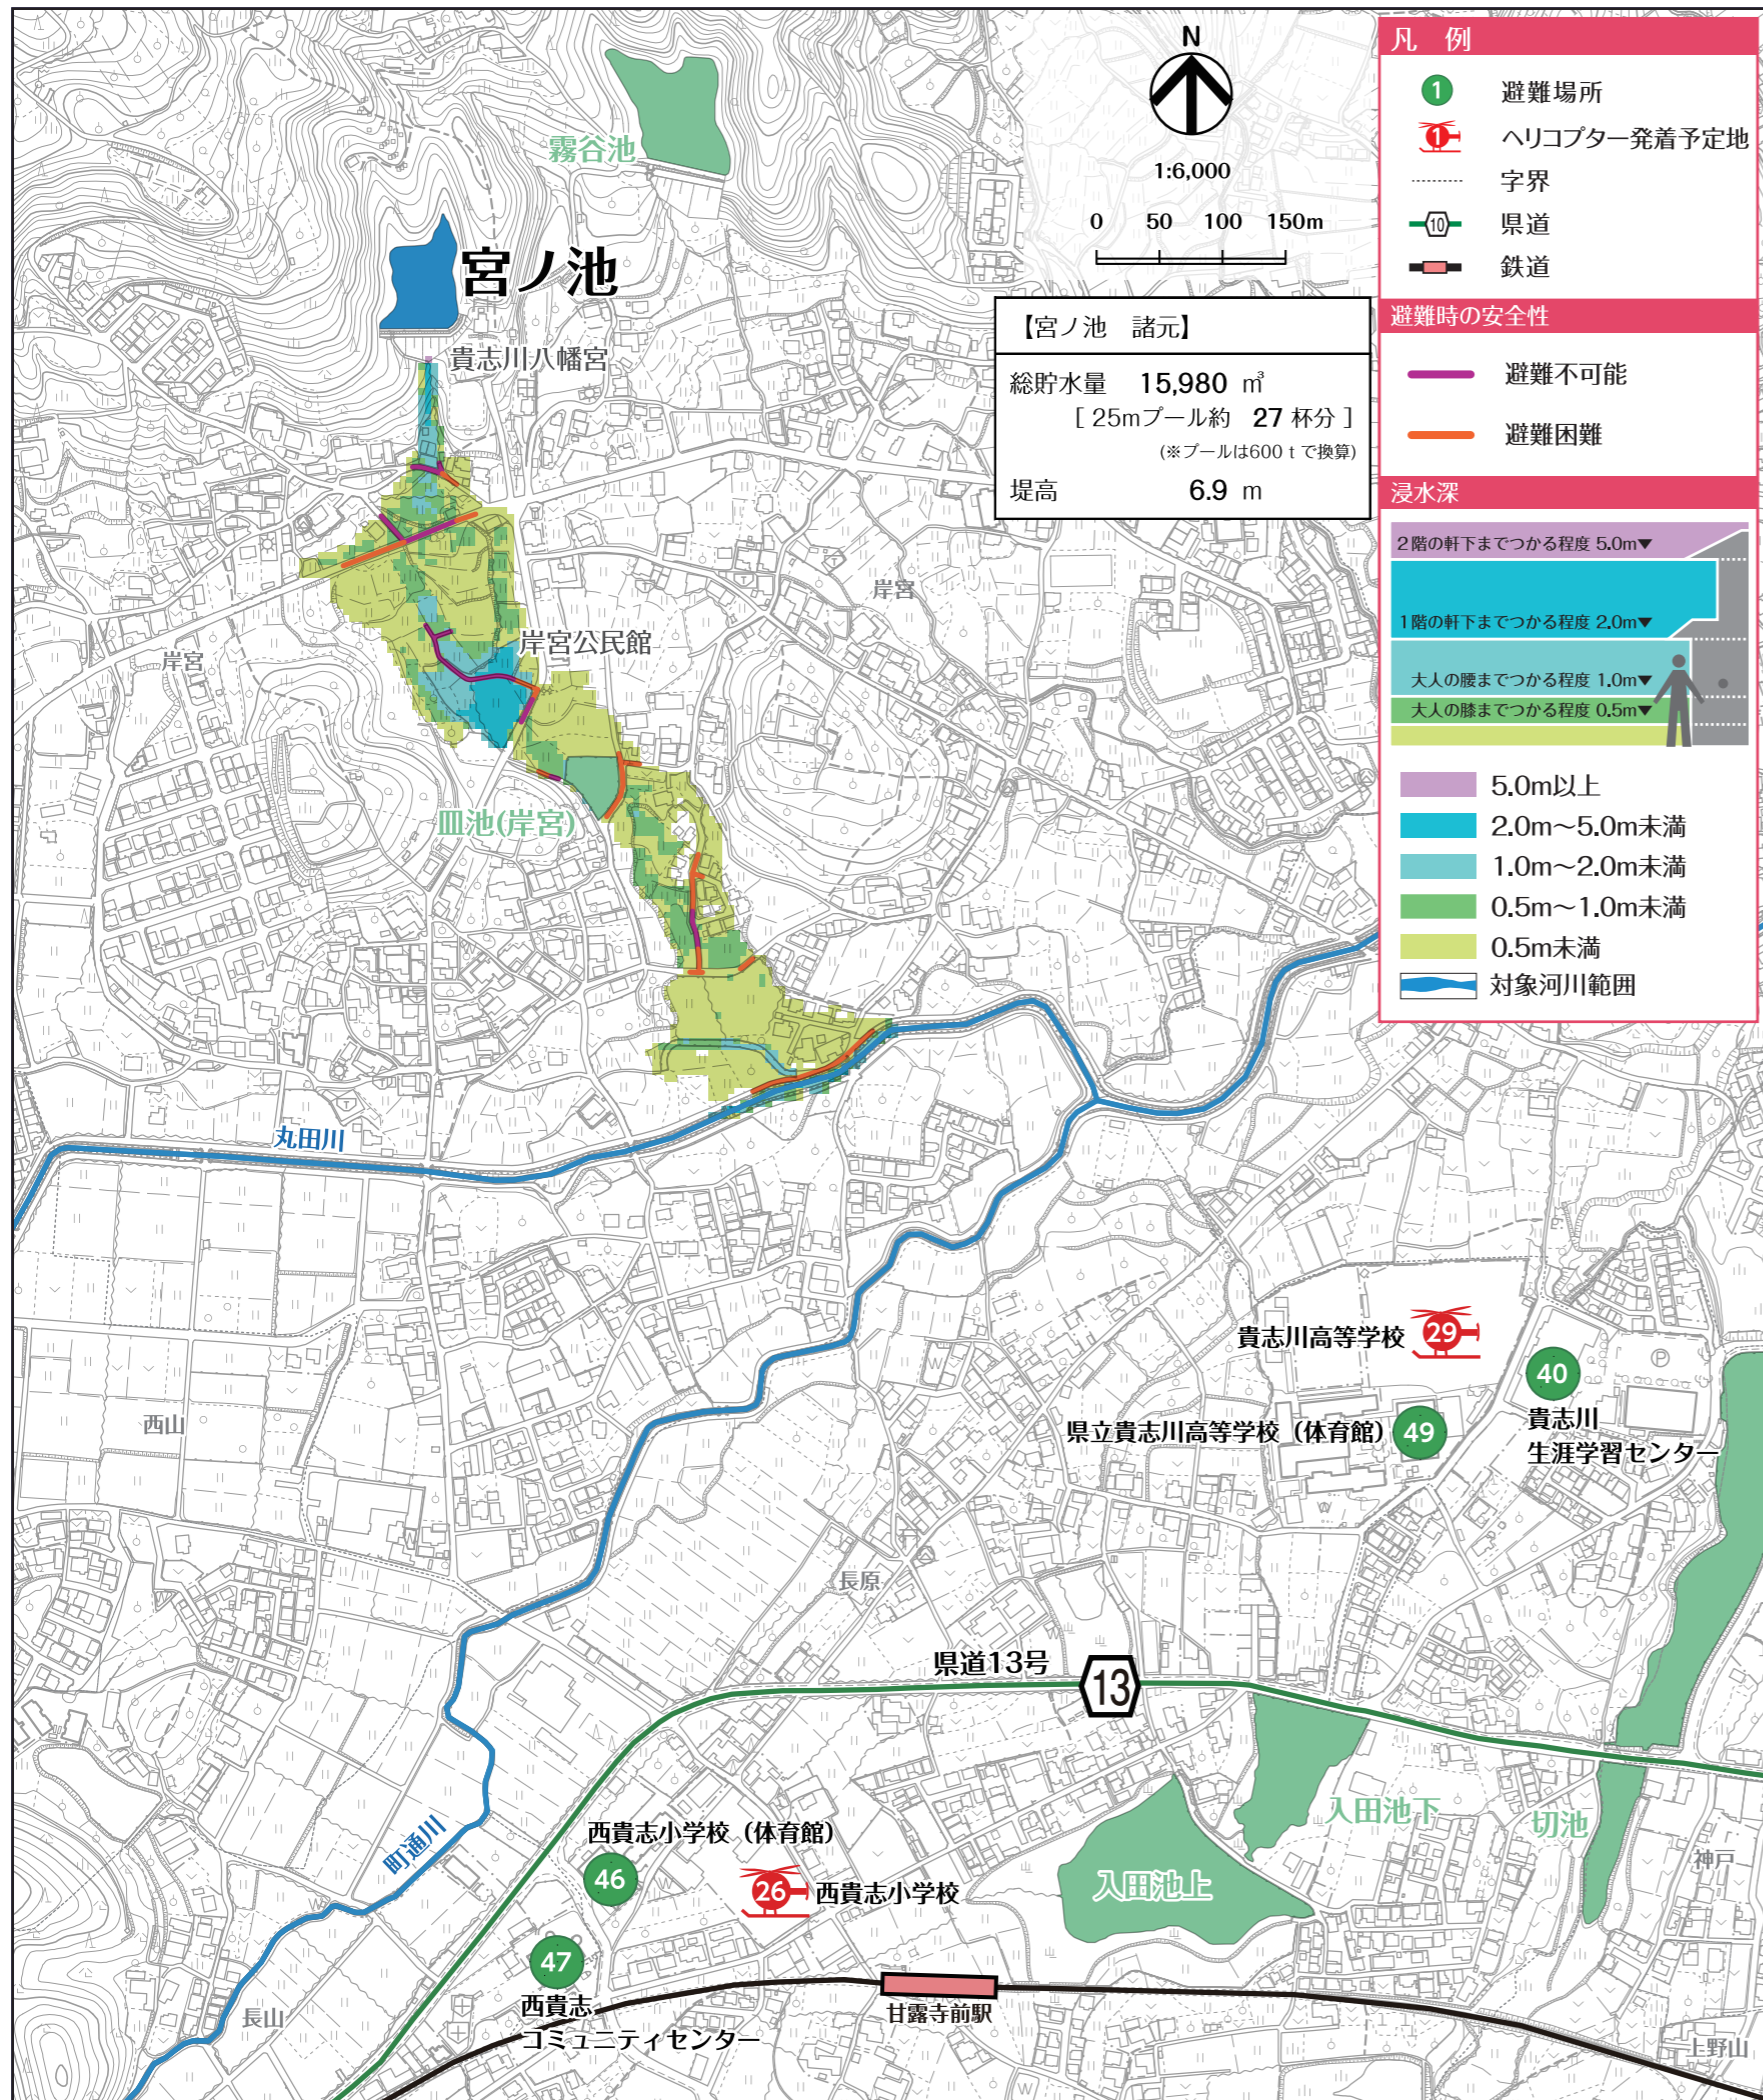 霧谷池
宮ノ池
貴志川八幡宮
N
1:6,000
0 50 100 150m
【宮ノ池 諸元】
総貯水量 15,980 ㎥
[ 25mプール約 27 杯分 ]
(※プールは600ｔで換算)
堤高 6.9 m
凡 例
1 避難場所
1 ヘリコプター発着予定地
字界
10 県道
鉄道
避難時の安全性
避難不可能
避難困難
浸水深
2階の軒下までつかる程度 5.0m▼
1階の軒下までつかる程度 2.0m▼
大人の腰までつかる程度 1.0m▼
大人の膝までつかる程度 0.5m▼
5.0m以上
2.0m～5.0m未満
1.0m～2.0m未満
0.5m～1.0m未満
0.5m未満
対象河川範囲
岸宮
岸宮公民館
岸宮
皿池(岸宮)
丸田川
貴志川高等学校
29
40
貴志川
生涯学習センター
県立貴志川高等学校（体育館）
49
西山
長原
県道13号
13
入田池下
切池
神戸
入田池上
町通川
西貴志小学校（体育館）
46
26
西貴志小学校
47
西貴志
コミュニティセンター
甘露寺前駅
長山
上野山